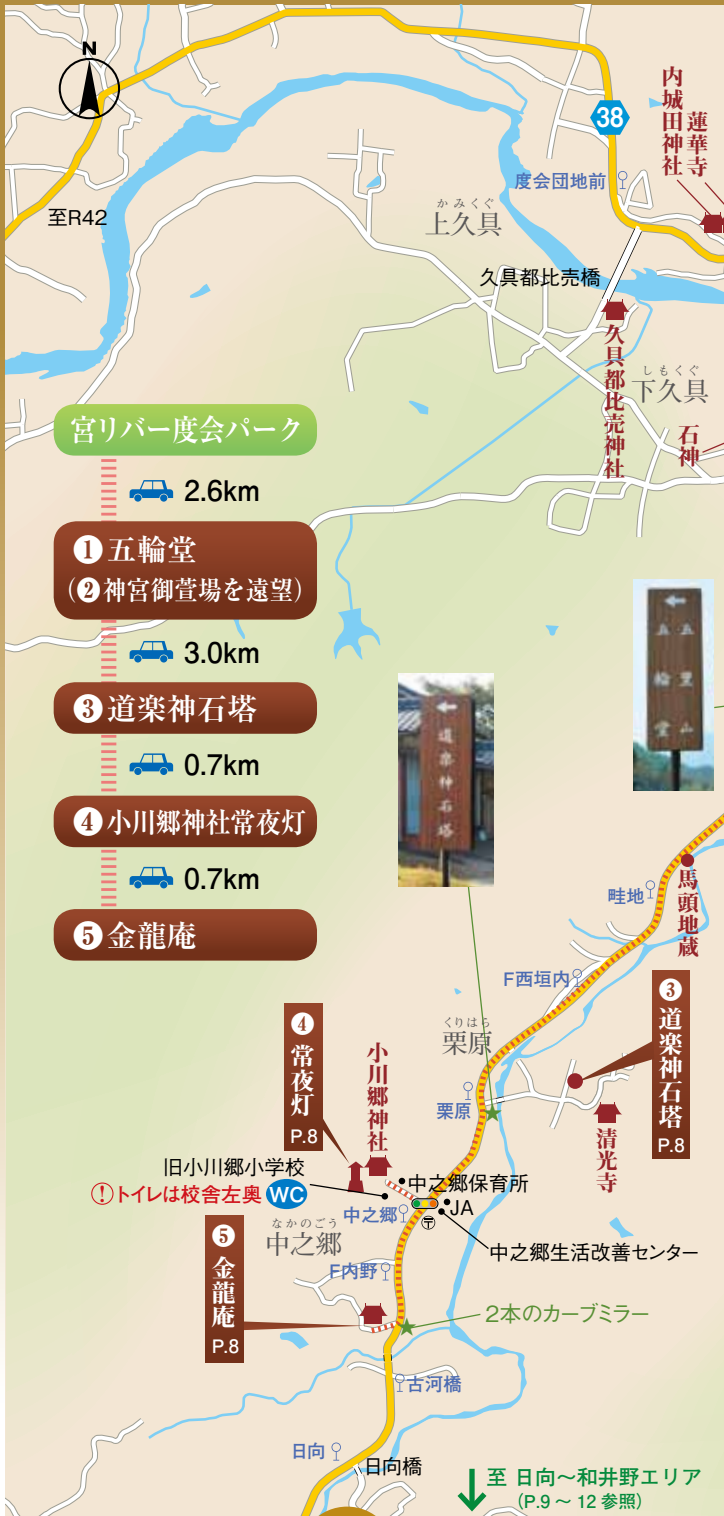 N
38
内城田神社
蓮華寺
度会団地前
至R42
かみくぐ
上久具
久具都比売橋
久具都比売神社
しもくぐ
下久具
石神
宮リバー度会パーク
2.6km
❶五輪堂
(❷神宮御萱場を遠望)
3.0km
❸道楽神石塔
0.7km
❹小川郷神社常夜灯
0.7km
❺金龍庵
←
五里山
五輪堂
←
道楽神石塔
馬頭地蔵
畦地
F西垣内
くりはら
栗原
栗原
❸道楽神石塔
P.8
清光寺
❹常夜灯
P.8
小川郷神社
旧小川郷小学校
!トイレは校舎左奥 WC
•中之郷保育所
•JA
中之郷
〒
なかのごう
中之郷
中之郷生活改善センター
F内野
❺金龍庵
P.8
2本のカーブミラー
古河橋
日向
日向橋
↓至 日向～和井野エリア
(P.9 ～ 12 参照)